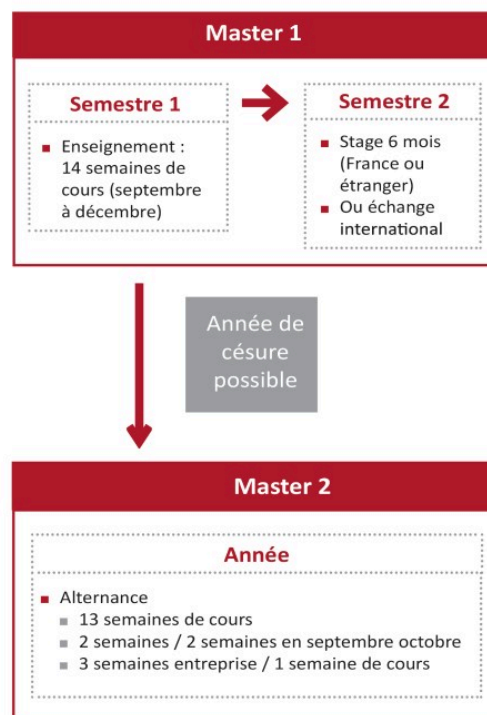 Master 1
Semestre 1
■ Enseignement :
14 semaines de
cours (septembre
à décembre)
Semestre 2
■ Stage 6 mois
(France ou
étranger)
■ Ou échange
international
Année de
césure
possible
Master 2
Année
■ Alternance
■ 13 semaines de cours
■ 2 semaines / 2 semaines en septembre octobre
■ 3 semaines entreprise / 1 semaine de cours